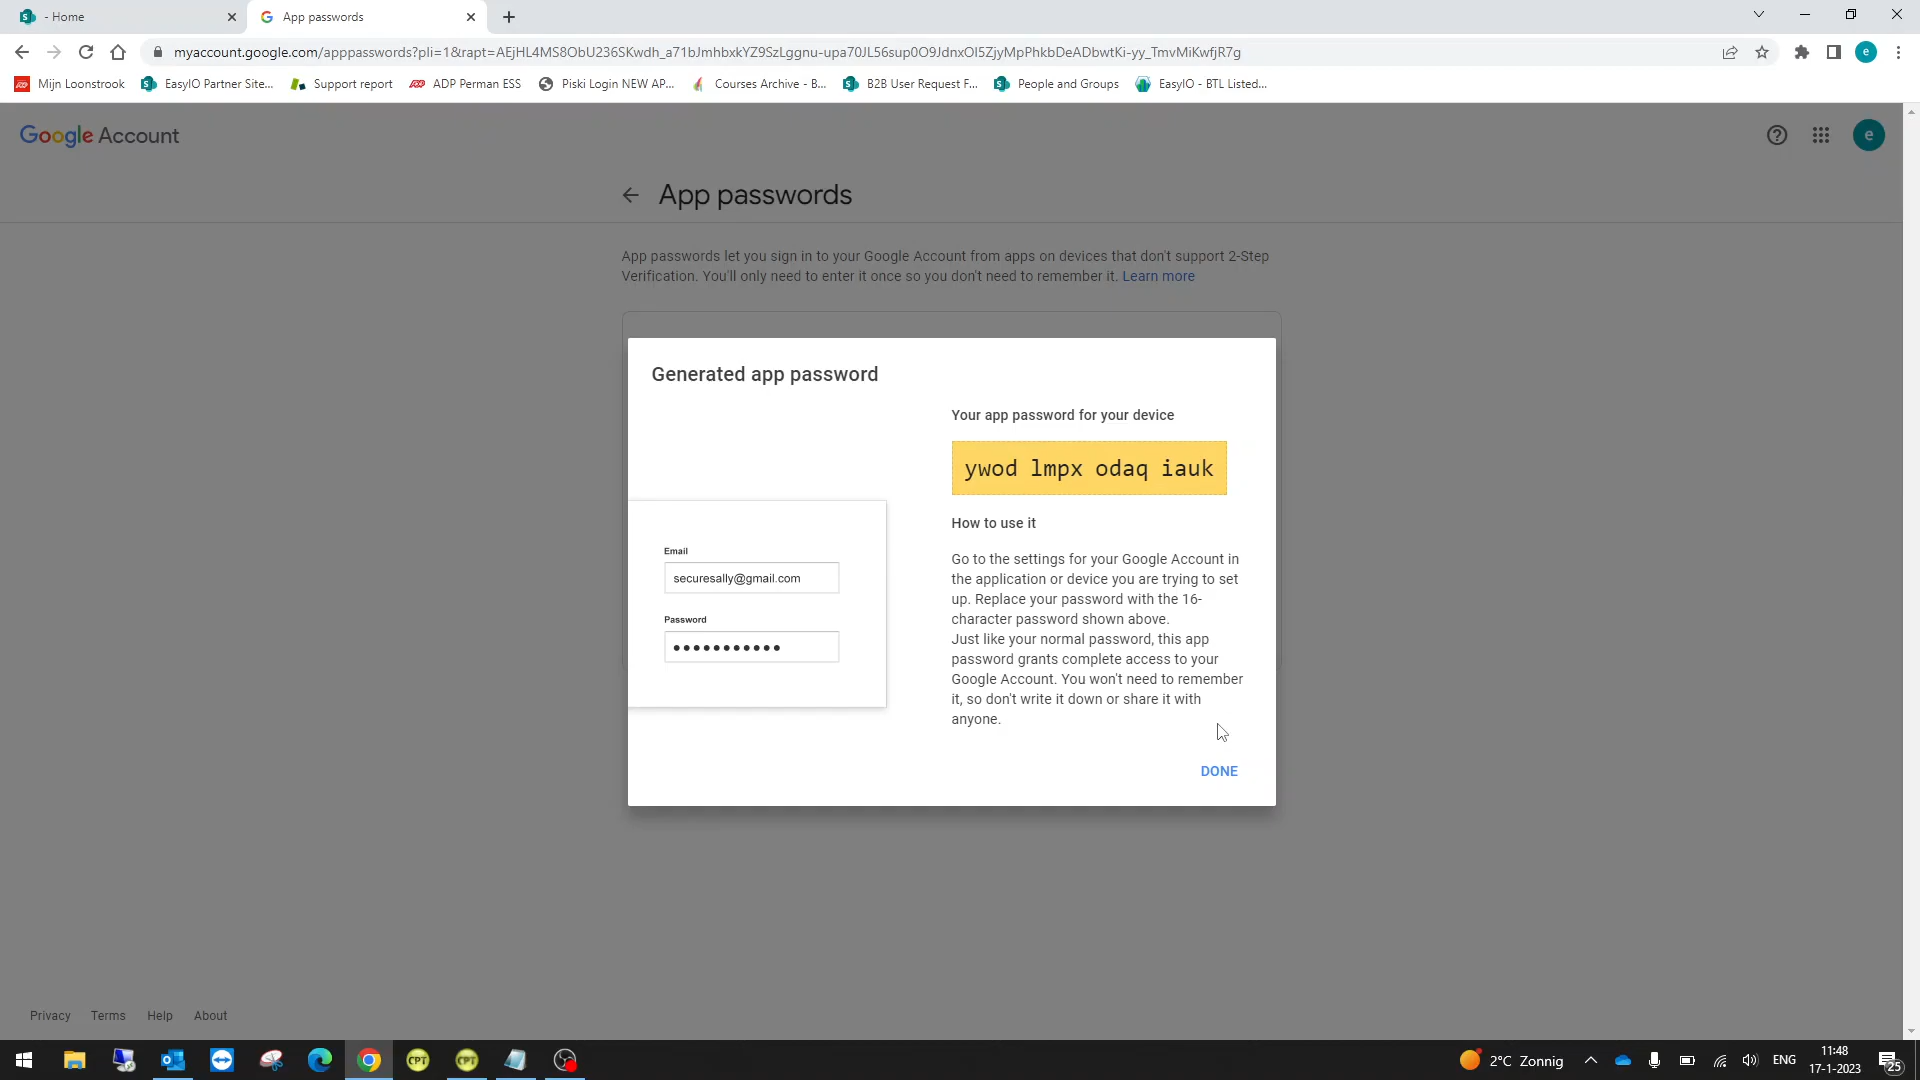 - Home
App passwords
myaccount.google.com/apppasswords?pli=1&rapt=AEjHL4MS8ObU236SKwdh_a71bJmhbxkYZ9SzLggnu-upa70JL56sup0O9JdnxOl5ZjyMpPhkbDeADbwtKi-yy_TmvMiKwfjR7g
e
Mijn Loonstrook
EasyIO Partner Site...
Support report
ADP Perman ESS
Piski Login NEW AP...
Courses Archive - B...
B2B User Request F...
People and Groups
EasyIO - BTL Listed...
Google Account
e
App passwords
App passwords let you sign in to your Google Account from apps on devices that don't support 2-Step
Verification. You'll only need to enter it once so you don't need to remember it. Learn more
Generated app password
Your app password for your device
ywod lmpx odaq iauk
Email
securesally@gmail.com
Password
How to use it
Go to the settings for your Google Account in
the application or device you are trying to set
up. Replace your password with the 16-
character password shown above.
Just like your normal password, this app
password grants complete access to your
Google Account. You won't need to remember
it, so don't write it down or share it with
anyone.
DONE
Privacy
Terms
Help
About
CPT
CPT
2°C Zonnig
ENG
11:48
17-1-2023
25